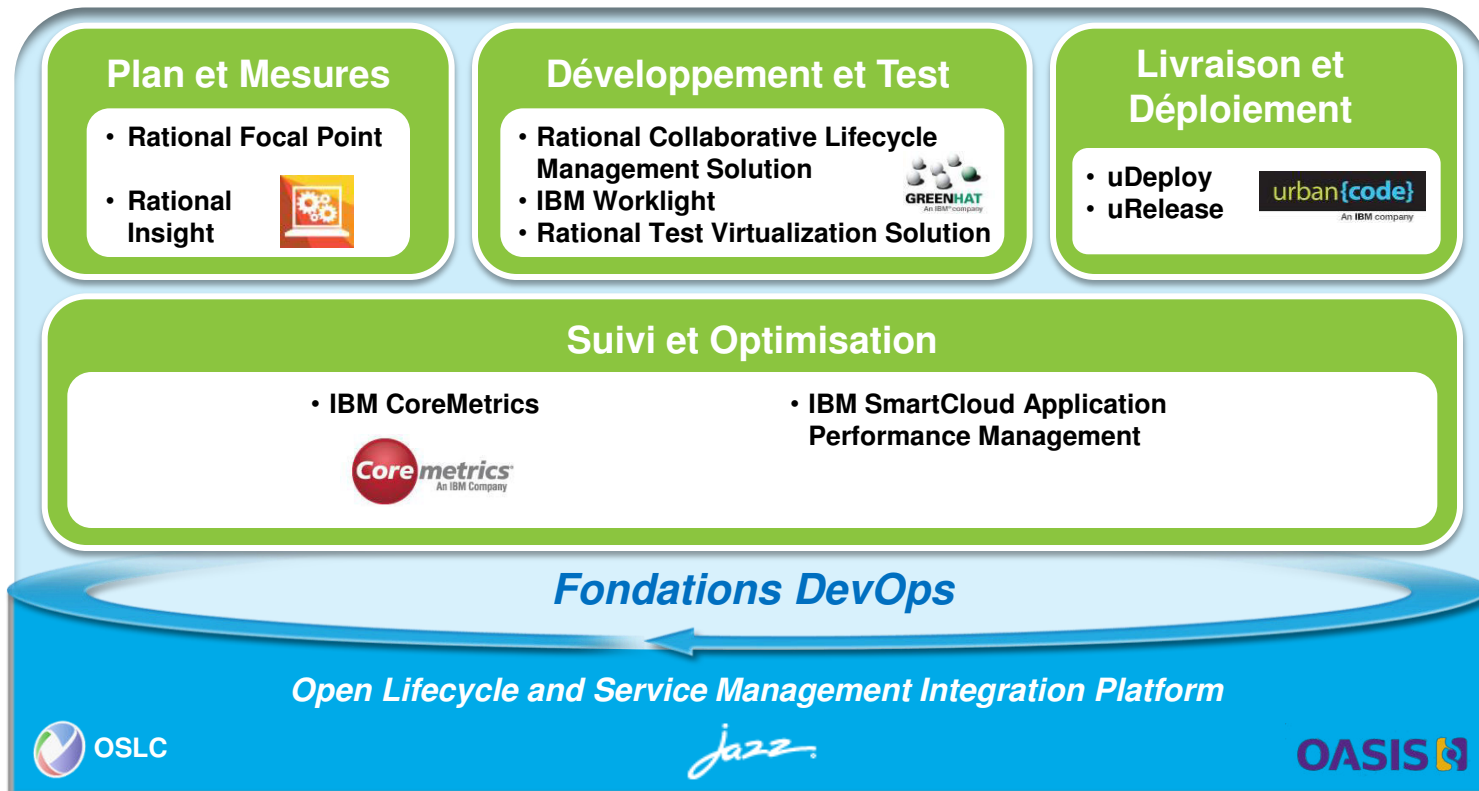 Plan et Mesures
• Rational Focal Point
• Rational
Insight
Développement et Test
• Rational Collaborative Lifecycle
Management Solution
• IBM Worklight
• Rational Test Virtualization Solution
GREENHAT
An IBM® company
Livraison et
Déploiement
• uDeploy
• uRelease
urban{code}
An IBM company
Suivi et Optimisation
• IBM CoreMetrics
Coremetrics®
An IBM Company
• IBM SmartCloud Application
Performance Management
Fondations DevOps
Open Lifecycle and Service Management Integration Platform
OSLC
jazz
OASIS